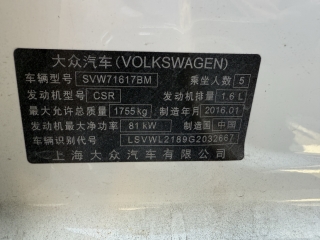 大众汽车(VOLKSWAGEN)
车辆型号 SVW71617BM 乘坐人数 5
发动机型号 CSR 发动机排量 1.6 L
最大允许总质量 1755 kg 制造年月 2016.01
发动机最大净功率 81 kW 制造国 中国
车辆识别代号 LSVWL2189G2032667
上海大众汽车有限公司